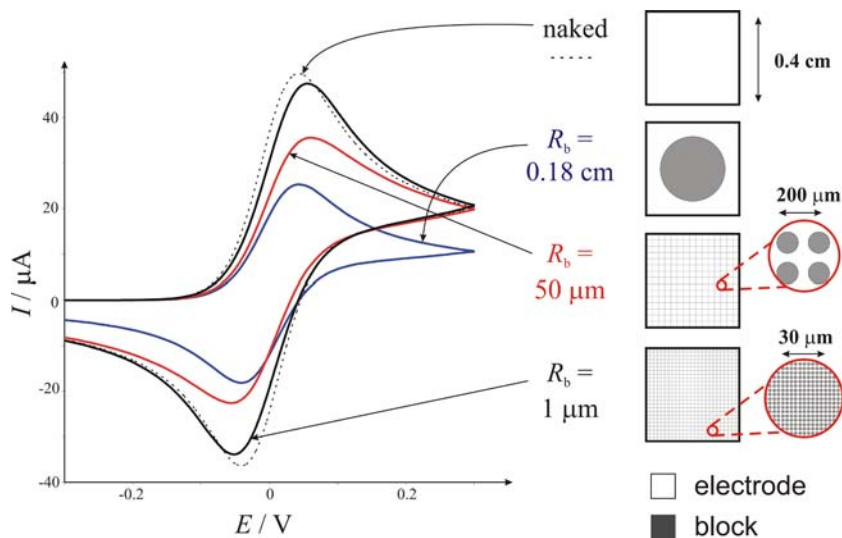 naked
0.4 cm
40
20
0
-20
-40
I / µA
-0.2
0
0.2
E / V
R_b =
0.18 cm
R_b =
50 µm
R_b =
1 µm
200 µm
30 µm
electrode
block